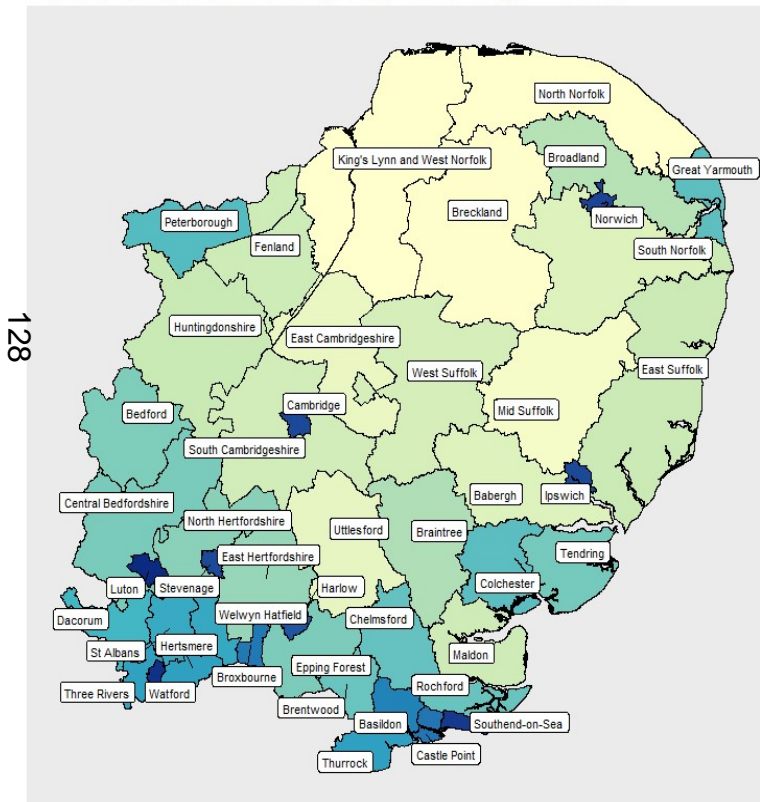 North Norfolk
King's Lynn and West Norfolk
Broadland
Great Yarmouth
Breckland
Norwich
Peterborough
Fenland
South Norfolk
Huntingdonshire
East Cambridgeshire
West Suffolk
East Suffolk
128
Bedford
Cambridge
Mid Suffolk
South Cambridgeshire
Central Bedfordshire
Babergh
Ipswich
North Hertfordshire
Uttlesford
Braintree
East Hertfordshire
Tendring
Luton
Stevenage
Harlow
Colchester
Dacorum
Welwyn Hatfield
Chelmsford
St Albans
Hertsmere
Maldon
Epping Forest
Three Rivers
Watford
Broxbourne
Rochford
Brentwood
Basildon
Southend-on-Sea
Thurrock
Castle Point